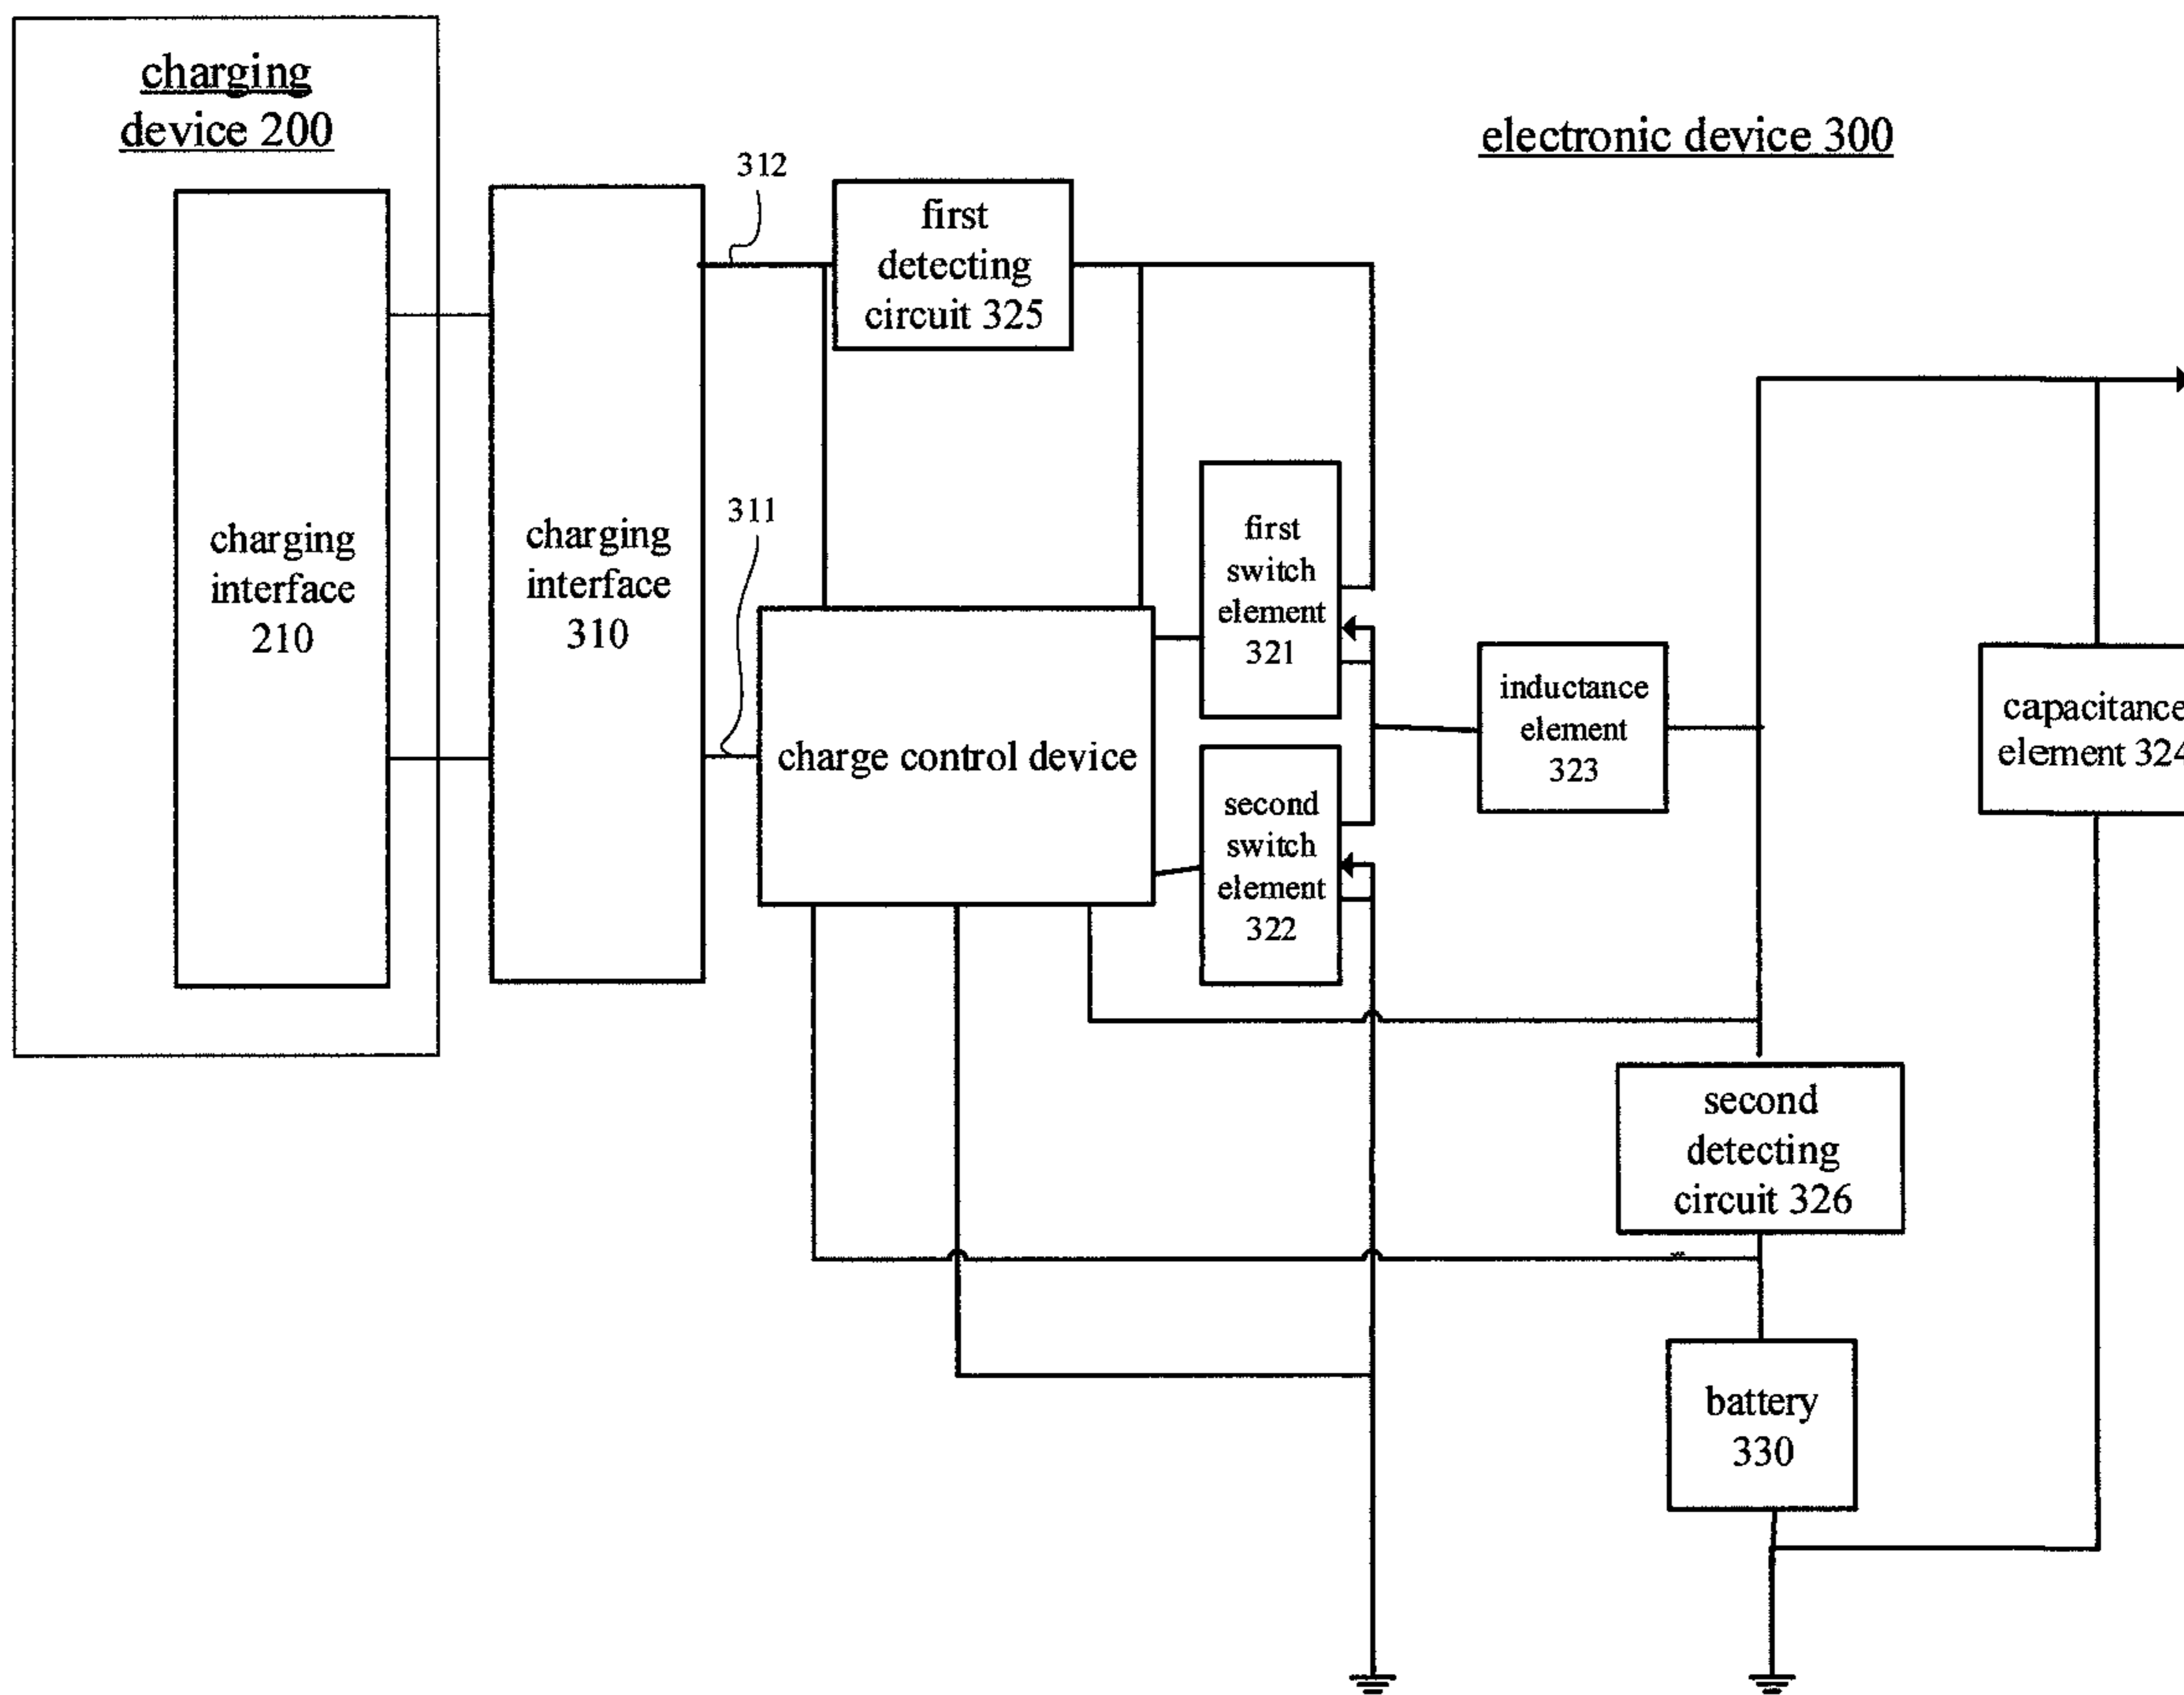 charging
device 200
electronic device 300
312
first
detecting
circuit 325
charging
interface
210
charging
interface
310
311
first
switch
element
321
charge control device
second
switch
element
322
inductance
element
323
capacitance
element 324
second
detecting
circuit 326
battery
330